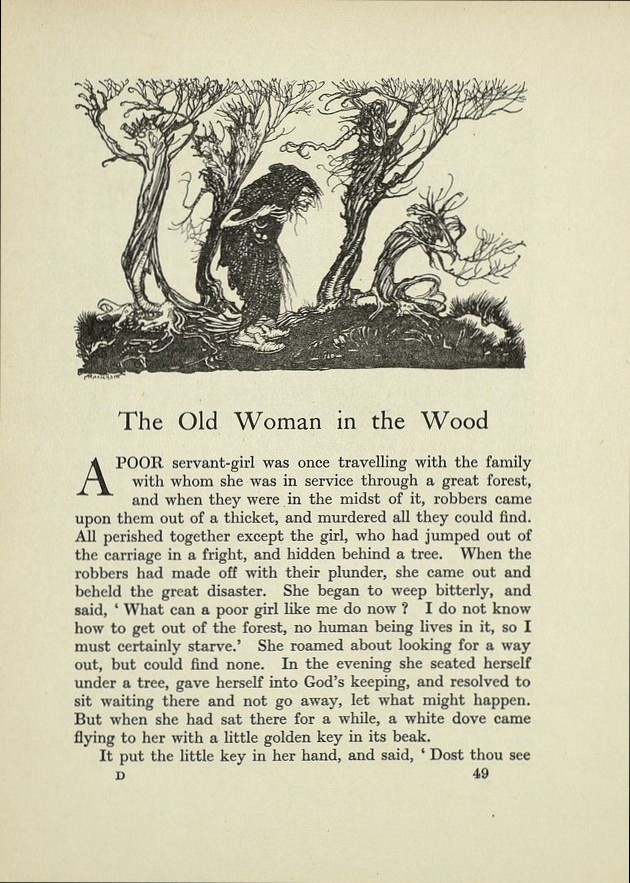 The Old Woman in the Wood
A POOR servant-girl was once travelling with the family
with whom she was in service through a great forest,
and when they were in the midst of it, robbers came
upon them out of a thicket, and murdered all they could find.
All perished together except the girl, who had jumped out of
the carriage in a fright, and hidden behind a tree. When the
robbers had made off with their plunder, she came out and
beheld the great disaster. She began to weep bitterly, and
said, ‘ What can a poor girl like me do now ? I do not know
how to get out of the forest, no human being lives in it, so I
must certainly starve.’ She roamed about looking for a way
out, but could find none. In the evening she seated herself
under a tree, gave herself into God’s keeping, and resolved to
sit waiting there and not go away, let what might happen.
But when she had sat there for a while, a white dove came
flying to her with a little golden key in its beak.
It put the little key in her hand, and said, ‘ Dost thou see
D 49